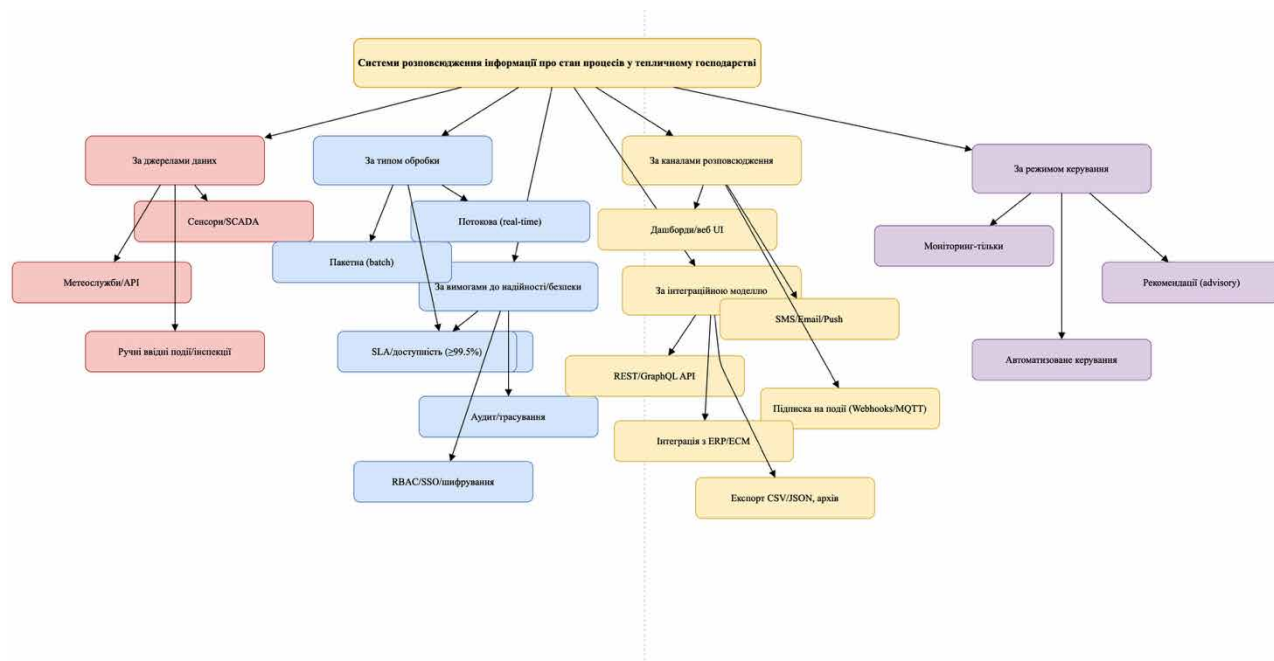 Системи розповсюдження інформації про стан процесів у тепличному господарстві
За джерелами даних
За типом обробки
За каналами розповсюдження
За режимом керування
Сенсори/SCADA
Потокова (real-time)
Дашборди/веб UI
Моніторинг-тільки
Пакетна (batch)
Метеослужби/API
За вимогами до надійності/безпеки
За інтеграційною моделлю
Рекомендації (advisory)
SMS/Email/Push
Ручні ввідні події/інспекції
SLA/доступність (≥99.5%)
Автоматизоване керування
REST/GraphQL API
Підписка на події (Webhooks/MQTT)
Аудит/трасування
Інтеграція з ERP/ECM
RBAC/SSO/шифрування
Експорт CSV/JSON, архів